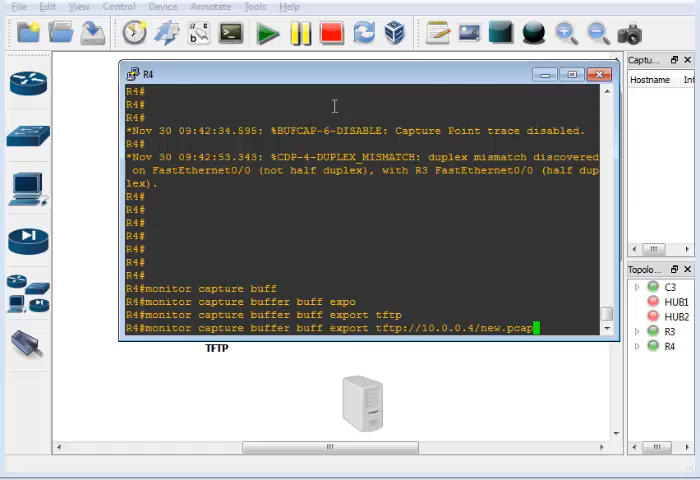 File Edit View Control Device Annotate Tools Help
R4
R4#
R4#
R4#
*Nov 30 09:42:34.595: %BUFCAP-6-DISABLE: Capture Point trace disabled.
R4#
*Nov 30 09:42:53.343: %CDP-4-DUPLEX_MISMATCH: duplex mismatch discovered
on FastEthernet0/0 (not half duplex), with R3 FastEthernet0/0 (half dup
lex).
R4#
R4#
R4#
R4#
R4#
R4#
R4#
R4#monitor capture buff
R4#monitor capture buffer buff expo
R4#monitor capture buffer buff export tftp
R4#monitor capture buffer buff export tftp://10.0.0.4/new.pcap
TFTP
Captu...
Hostname Int
Topolo...
C3
HUB1
HUB2
R3
R4